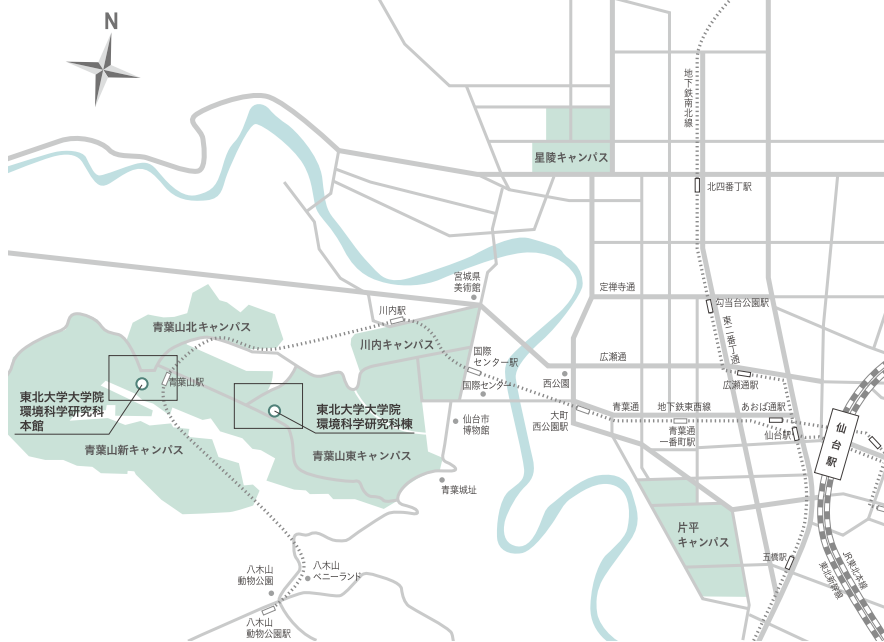 N
地下鉄南北線
星陵キャンパス
北四番丁駅
宮城県
美術館
定禅寺通
勾当台公園駅
東二番丁通
川内駅
青葉山北キャンパス
川内キャンパス
国際
センター駅
広瀬通
青葉山駅
国際センター
西公園
広瀬通駅
東北大学大学院
環境科学研究科
本館
東北大学大学院
環境科学研究科棟
仙台市
博物館
大町
西公園駅
青葉通
地下鉄東西線
あおば通駅
青葉通
一番町駅
仙台駅
仙台駅
青葉山新キャンパス
青葉山東キャンパス
青葉城址
片平
キャンパス
五橋駅
JR東北本線
東北新幹線
八木山
動物公園
八木山
ベニーランド
八木山
動物公園駅